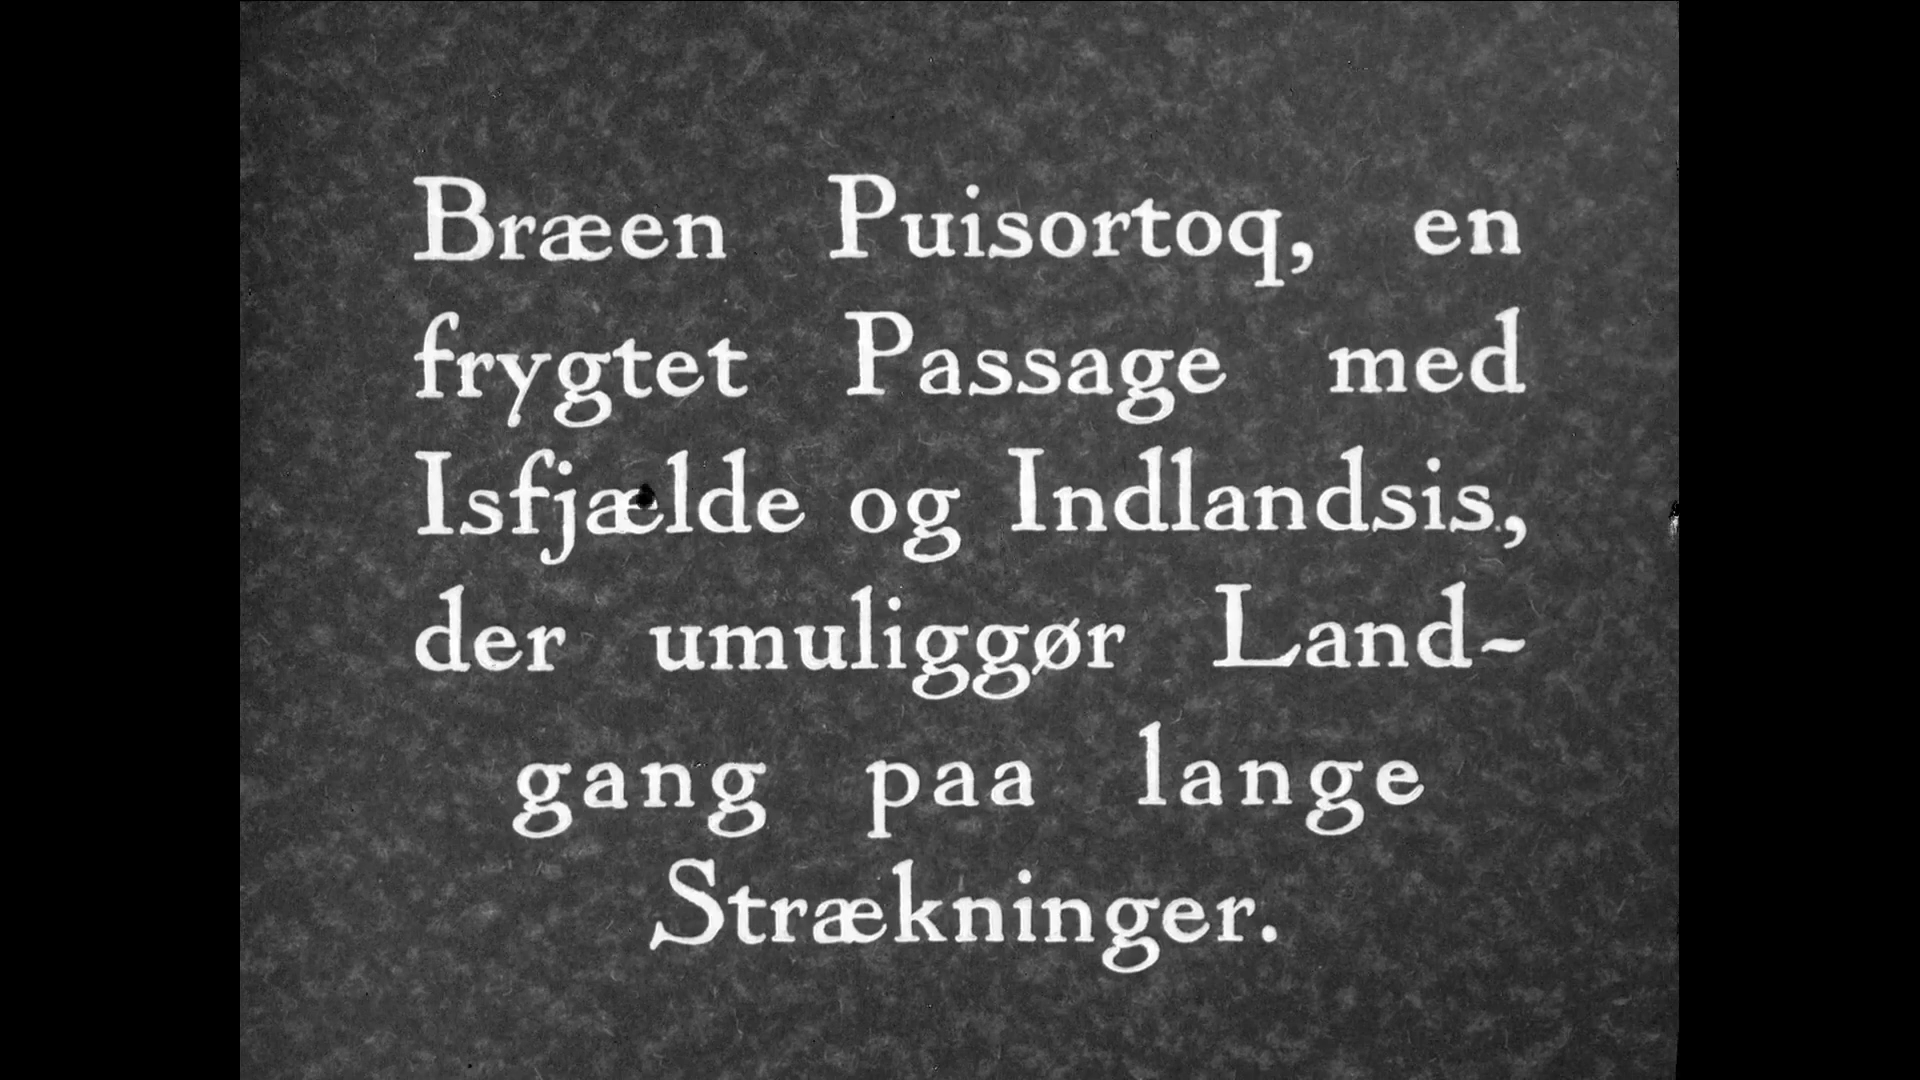 Bræen Puisortoq, en
frygtet Passage med
Isfjælde og Indlandsis,
der umuliggør Land-
gang paa lange
Strækninger.